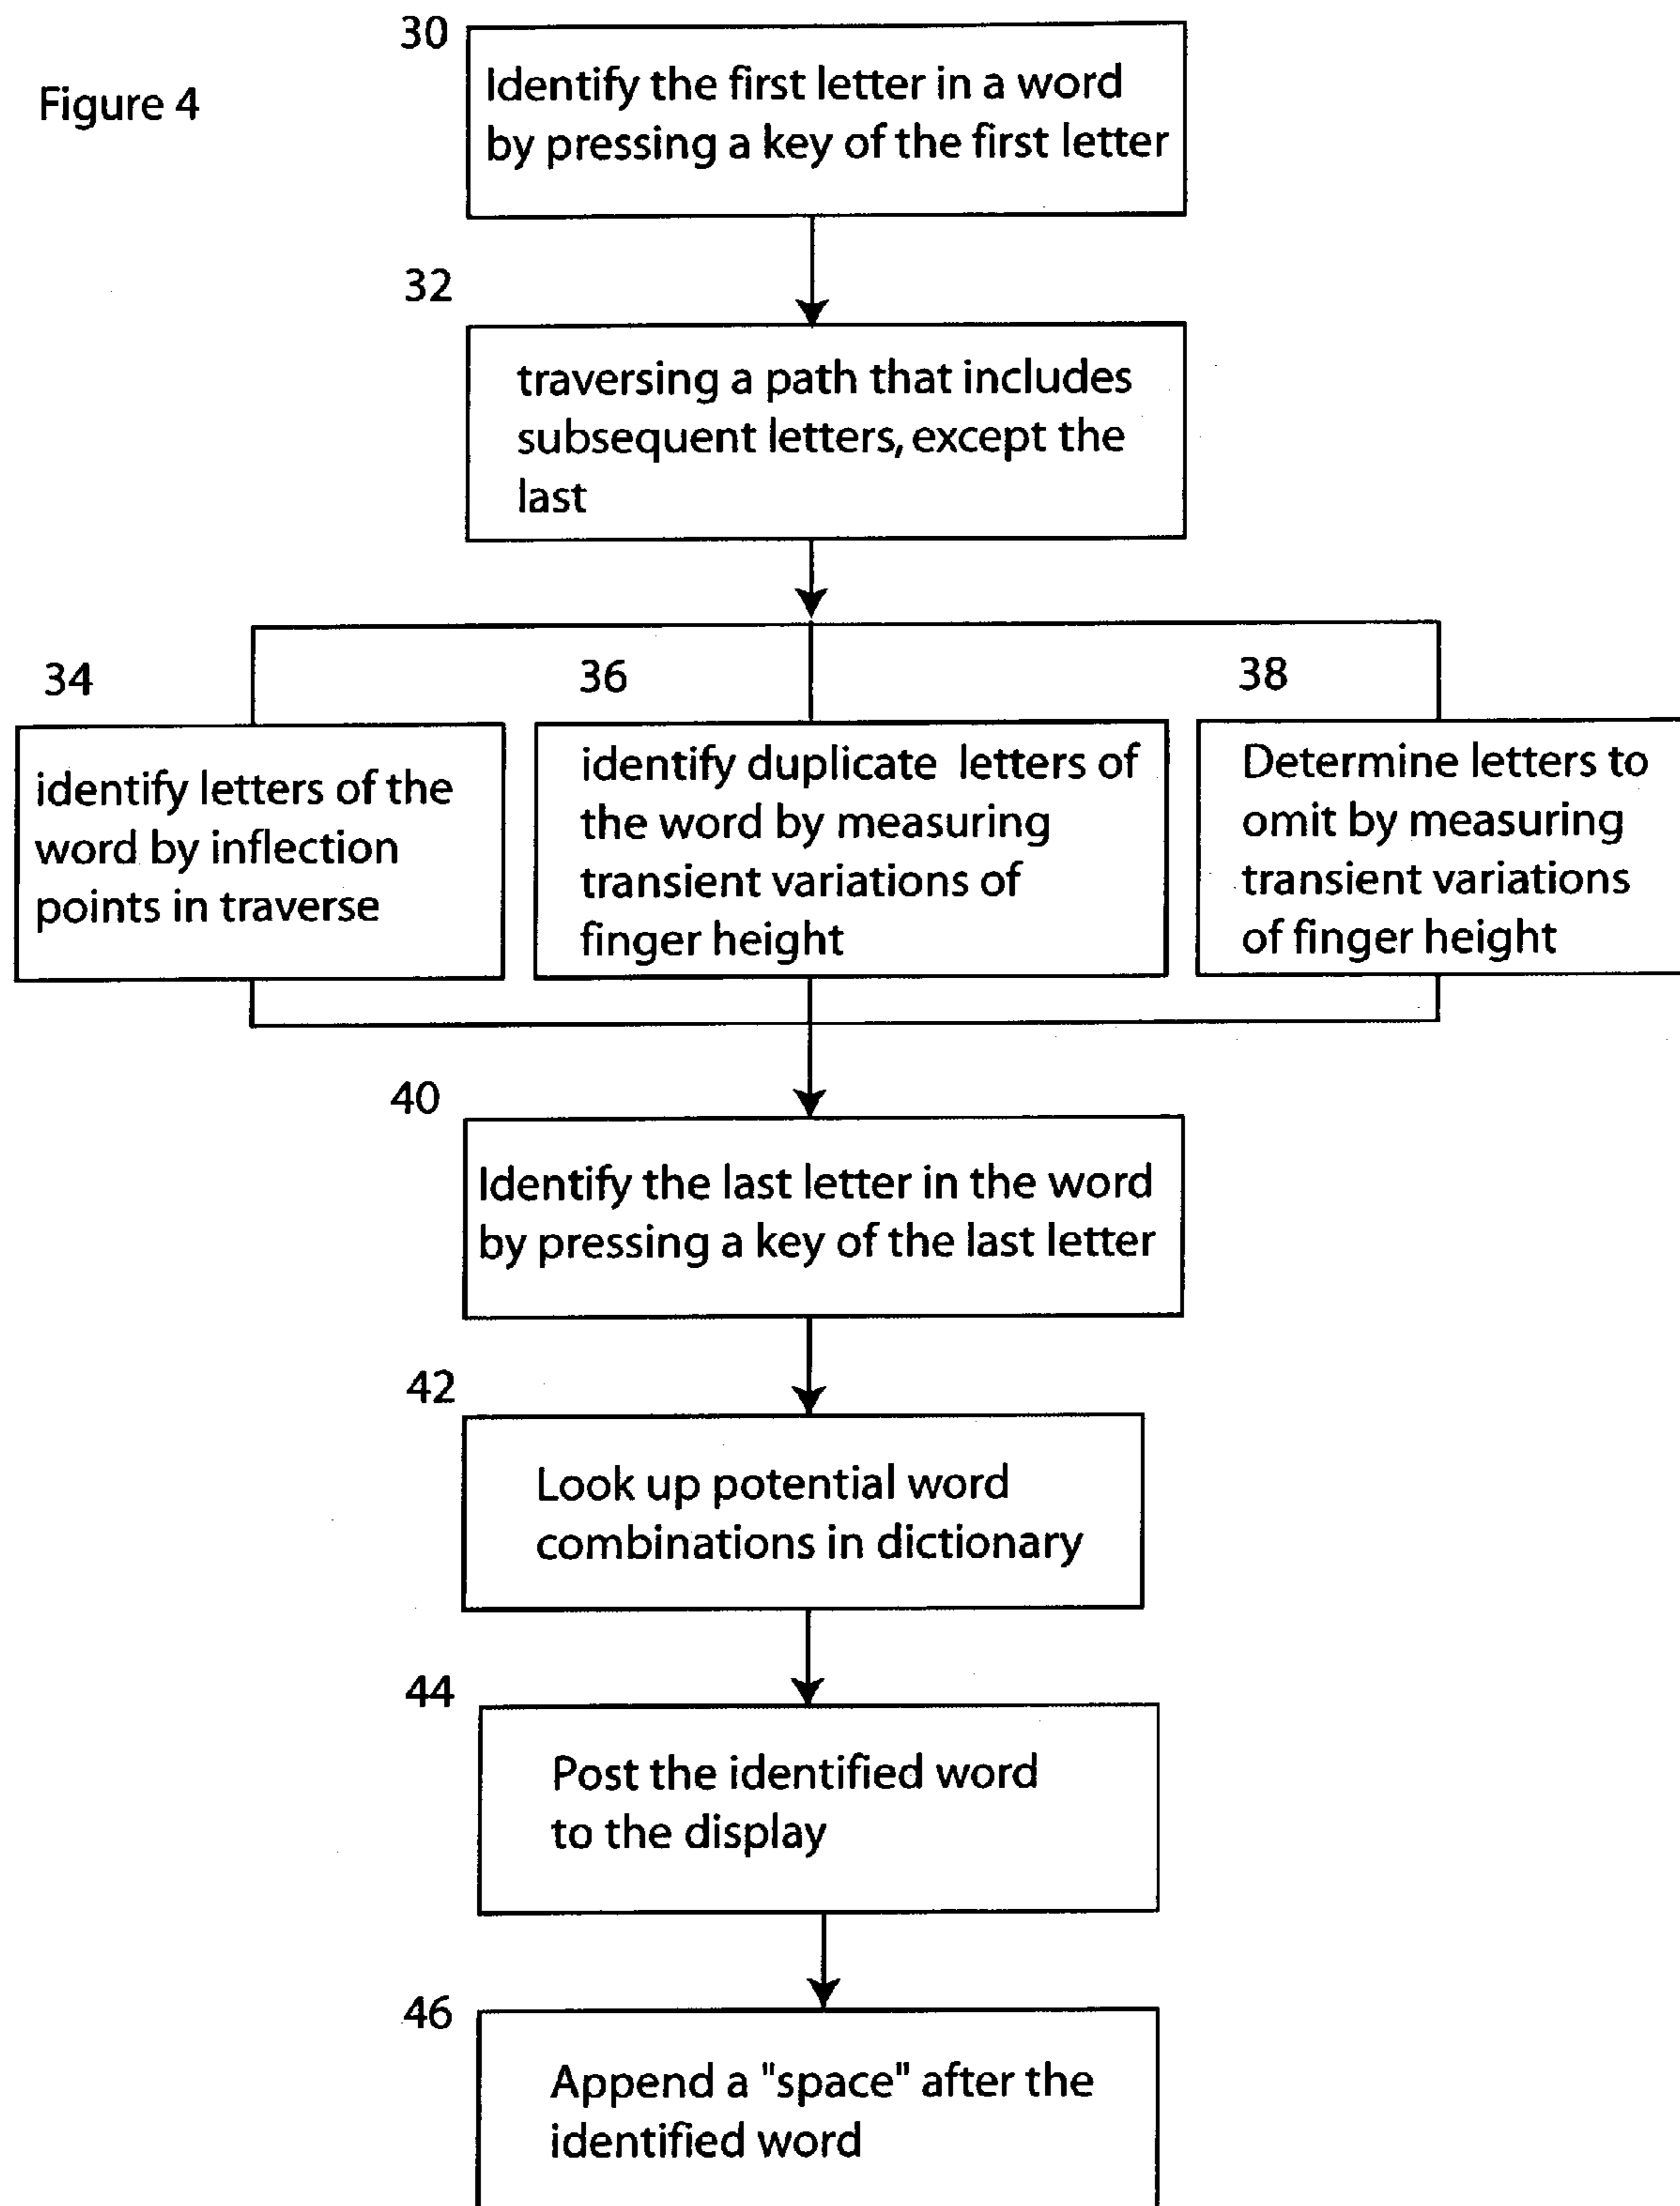 30
Figure 4
Identify the first letter in a word
by pressing a key of the first letter
32
traversing a path that includes
subsequent letters, except the
last
34
identify letters of the
word by inflection
points in traverse
36
identify duplicate letters of
the word by measuring
transient variations of
finger height
38
Determine letters to
omit by measuring
transient variations
of finger height
40
Identify the last letter in the word
by pressing a key of the last letter
42
Look up potential word
combinations in dictionary
44
Post the identified word
to the display
46
Append a "space" after the
identified word